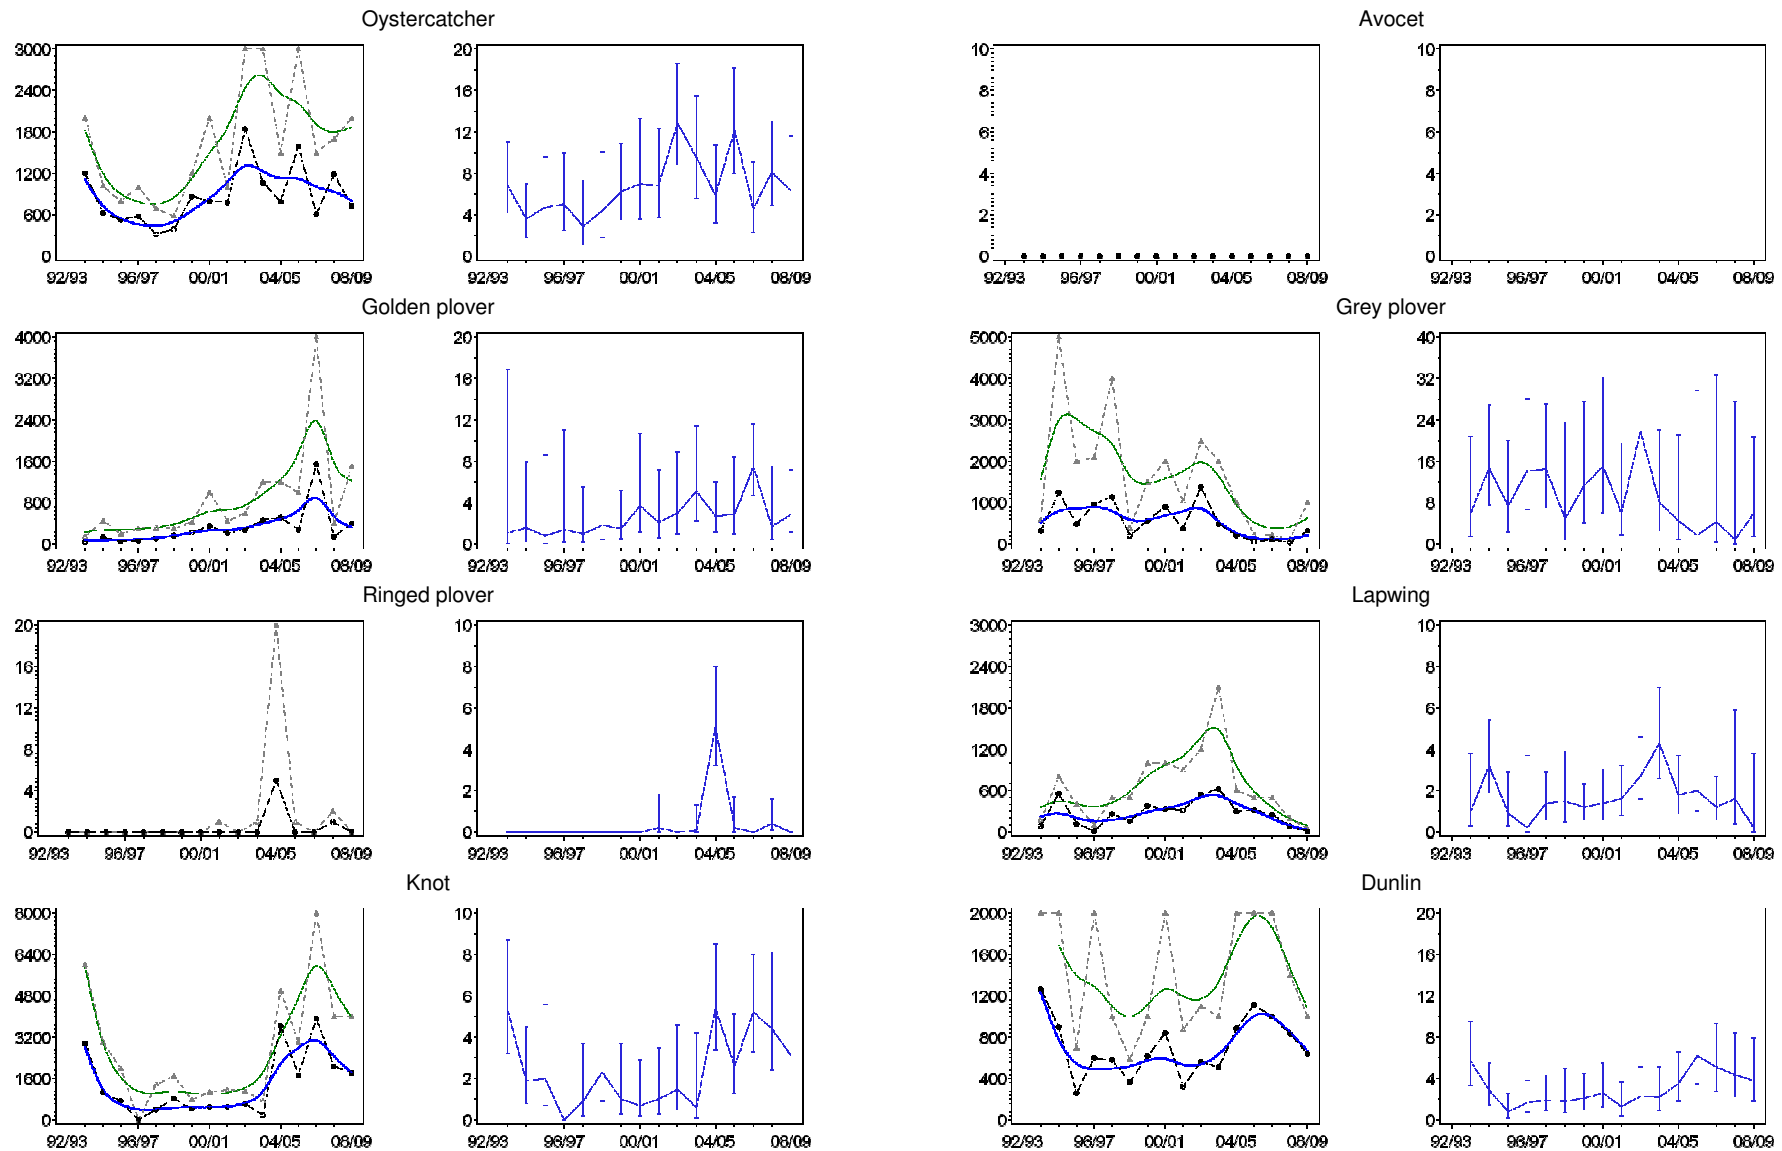 Oystercatcher Avocet
3000 20 10 10
2400 16 8 8
1800 12 6 6
1200 8 4 4
600 4 2 2
0 0 0 0
92/93 96/97 00/01 04/05 08/09 92/93 96/97 00/01 04/05 08/09 92/93 96/97 00/01 04/05 08/09 92/93 96/97 00/01 04/05 08/09
Golden plover Grey plover
4000 20 5000 40
3200 16 4000 32
2400 12 3000 24
1600 8 2000 16
800 4 1000 8
0 0 0 0
92/93 96/97 00/01 04/05 08/09 92/93 96/97 00/01 04/05 08/09 92/93 96/97 00/01 04/05 08/09 92/93 96/97 00/01 04/05 08/09
Ringed plover Lapwing
20 10 3000 10
16 8 2400 8
12 6 1800 6
8 4 1200 4
4 2 600 2
0 0 0 0
92/93 96/97 00/01 04/05 08/09 92/93 96/97 00/01 04/05 08/09 92/93 96/97 00/01 04/05 08/09 92/93 96/97 00/01 04/05 08/09
Knot Dunlin
8000 10 2000 20
6400 8 1600 16
4800 6 1200 12
3200 4 800 8
1600 2 400 4
0 0 0 0
92/93 96/97 00/01 04/05 08/09 92/93 96/97 00/01 04/05 08/09 92/93 96/97 00/01 04/05 08/09 92/93 96/97 00/01 04/05 08/09